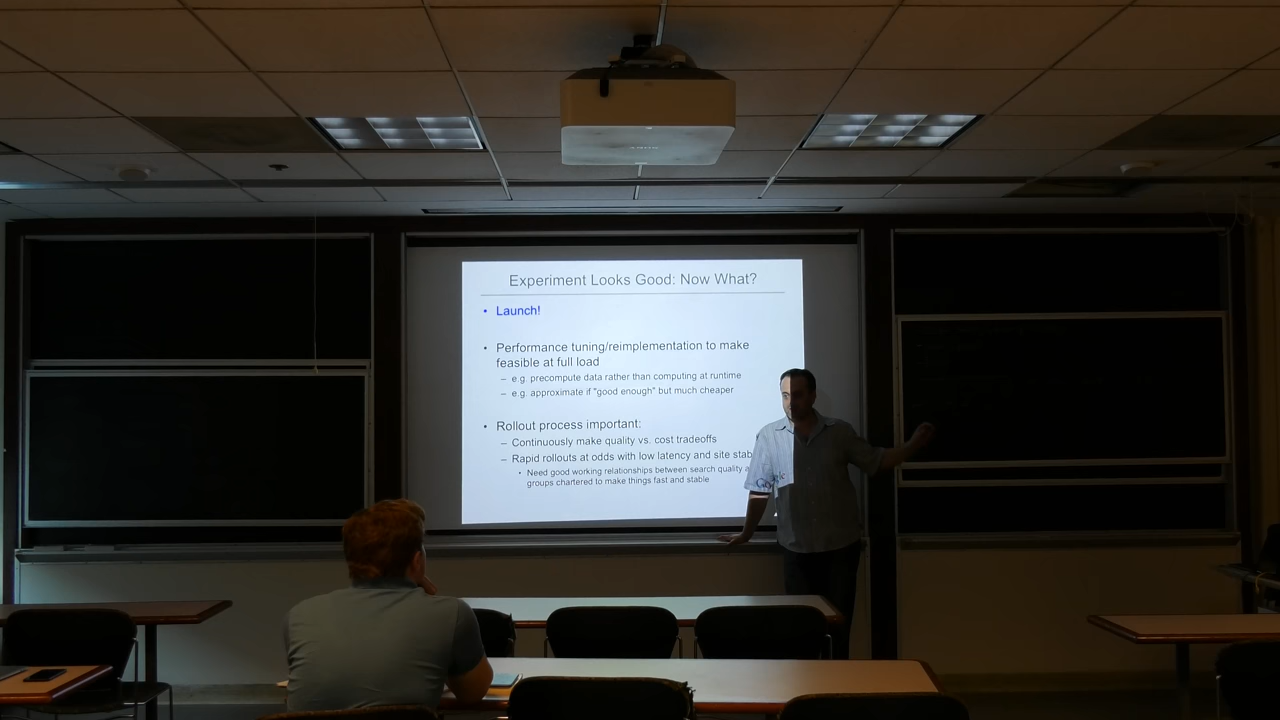 Experiment Looks Good: Now What?
• Launch!
• Performance tuning/reimplementation to make
feasible at full load
– e.g. precompute data rather than computing at runtime
– e.g. approximate if "good enough" but much cheaper
• Rollout process important:
– Continuously make quality vs. cost tradeoffs
– Rapid rollouts at odds with low latency and site stab
• Need good working relationships between search quality a
groups chartered to make things fast and stable
Google
SONY